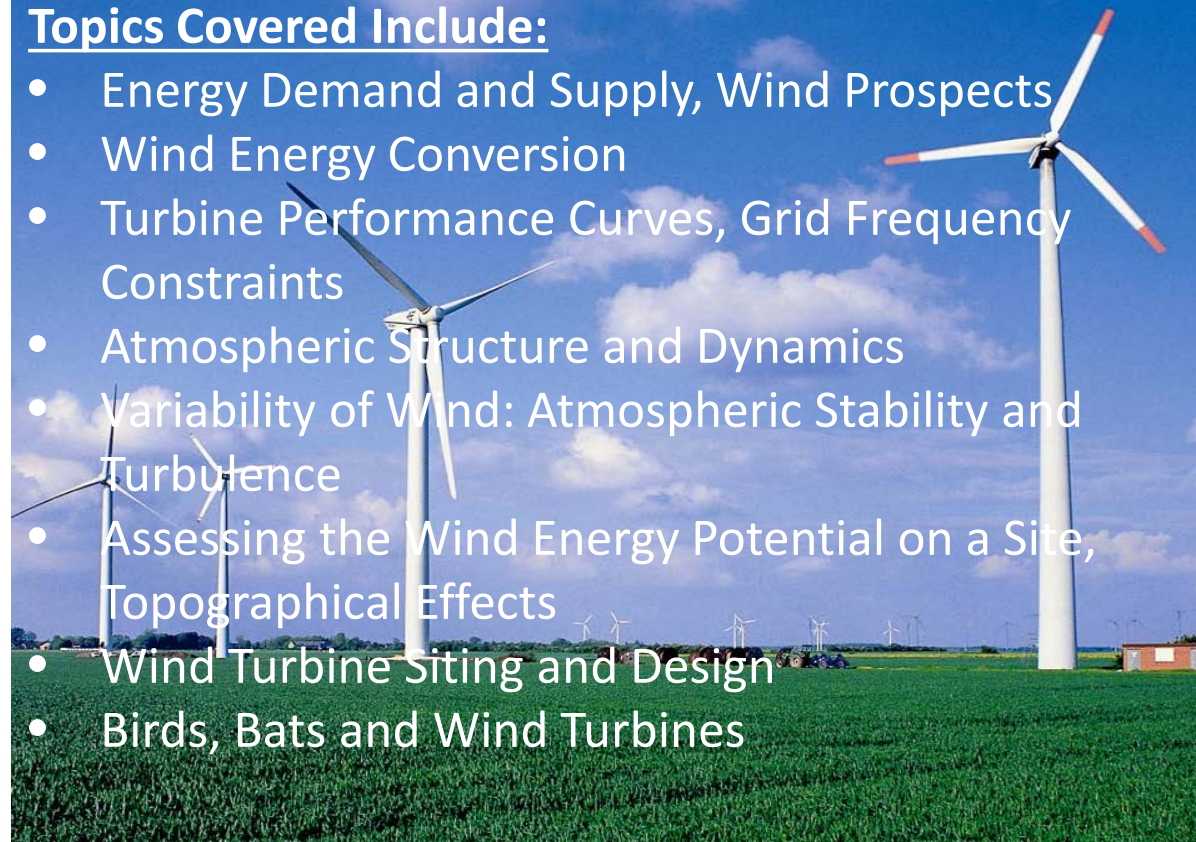 Topics Covered Include:
• Energy Demand and Supply, Wind Prospects
• Wind Energy Conversion
• Turbine Performance Curves, Grid Frequency
Constraints
• Atmospheric Structure and Dynamics
• Variability of Wind: Atmospheric Stability and
Turbulence
• Assessing the Wind Energy Potential on a Site,
Topographical Effects
• Wind Turbine Siting and Design
• Birds, Bats and Wind Turbines